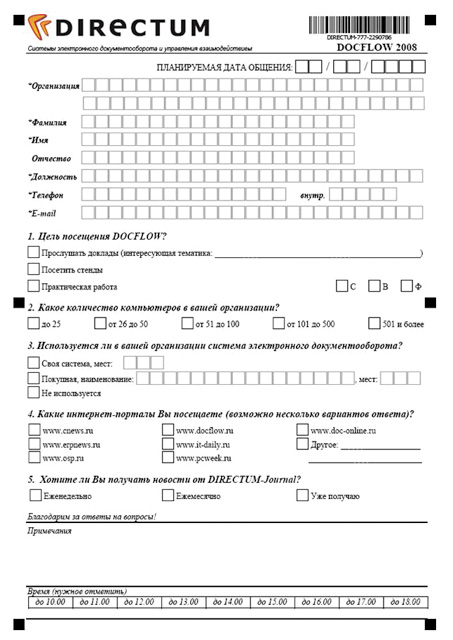 DIRECTUM
Системы электронного документооборота и управления взаимодействием
DIRECTUM-777-2290786
DOCFLOW 2008
ПЛАНИРУЕМАЯ ДАТА ОБЩЕНИЯ: / /
*Организация
*Фамилия
*Имя
Отчество
*Должность
*Телефон внутр.
*E-mail
1. Цель посещения DOCFLOW?
Прослушать доклады (интересующая тематика: )
Посетить стенды
Практическая работа С В Ф
2. Какое количество компьютеров в вашей организации?
до 25 от 26 до 50 от 51 до 100 от 101 до 500 501 и более
3. Используется ли в вашей организации система электронного документооборота?
Своя система, мест:
Покупная, наименование: , мест:
Не используется
4. Какие интернет-порталы Вы посещаете (возможно несколько вариантов ответа)?
www.cnews.ru www.docflow.ru www.doc-online.ru
www.erpnews.ru www.it-daily.ru Другое:
www.osp.ru www.pcweek.ru
5. Хотите ли Вы получать новости от DIRECTUM-Journal?
Еженедельно Ежемесячно Уже получаю
Благодарим за ответы на вопросы!
Примечания
Время (нужное отметить)
до 10.00 до 11.00 до 12.00 до 13.00 до 14.00 до 15.00 до 16.00 до 17.00 до 18.00